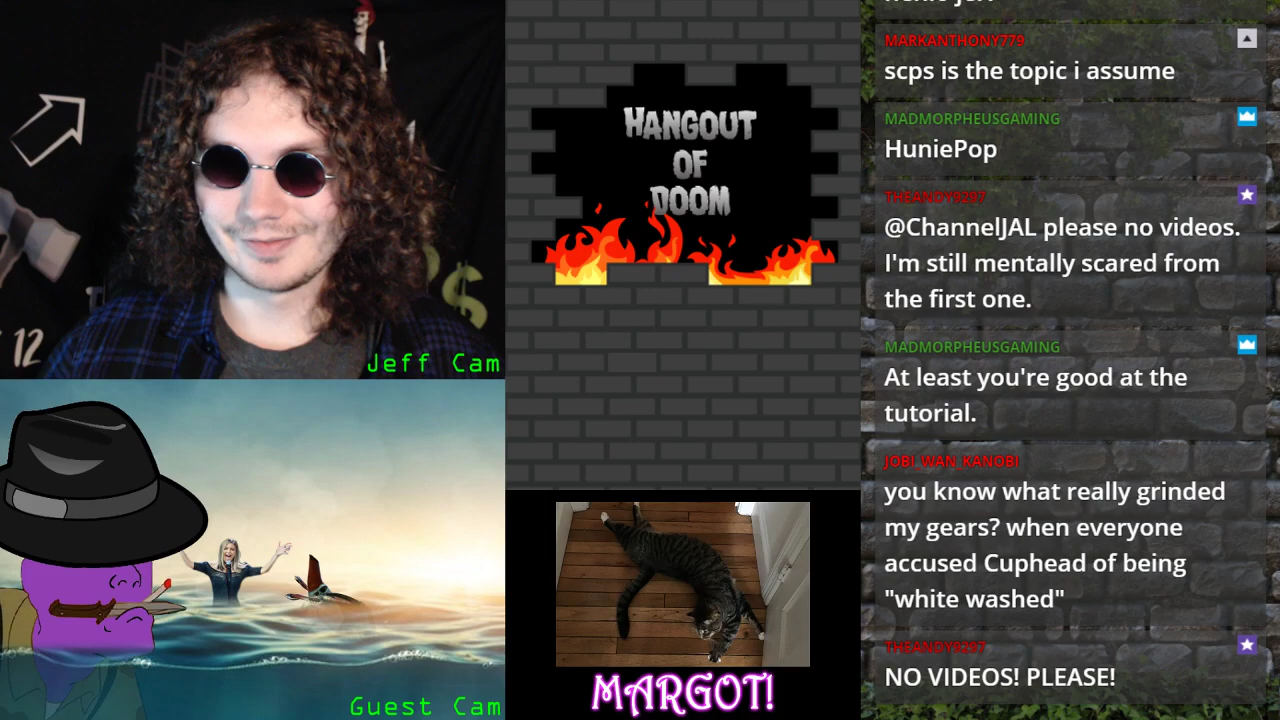 12
$
Jeff Cam
Guest Cam
HANGOUT
OF
DOOM
MARGOT!
MARKANTHONY779
scps is the topic i assume
MADMORPHEUSGAMING
HuniePop
THEANDY9297
@ChannelJAL please no videos.
I'm still mentally scared from
the first one.
MADMORPHEUSGAMING
At least you're good at the
tutorial.
JOBI_WAN_KANOBI
you know what really grinded
my gears? when everyone
accused Cuphead of being
"white washed"
THEANDY9297
NO VIDEOS! PLEASE!